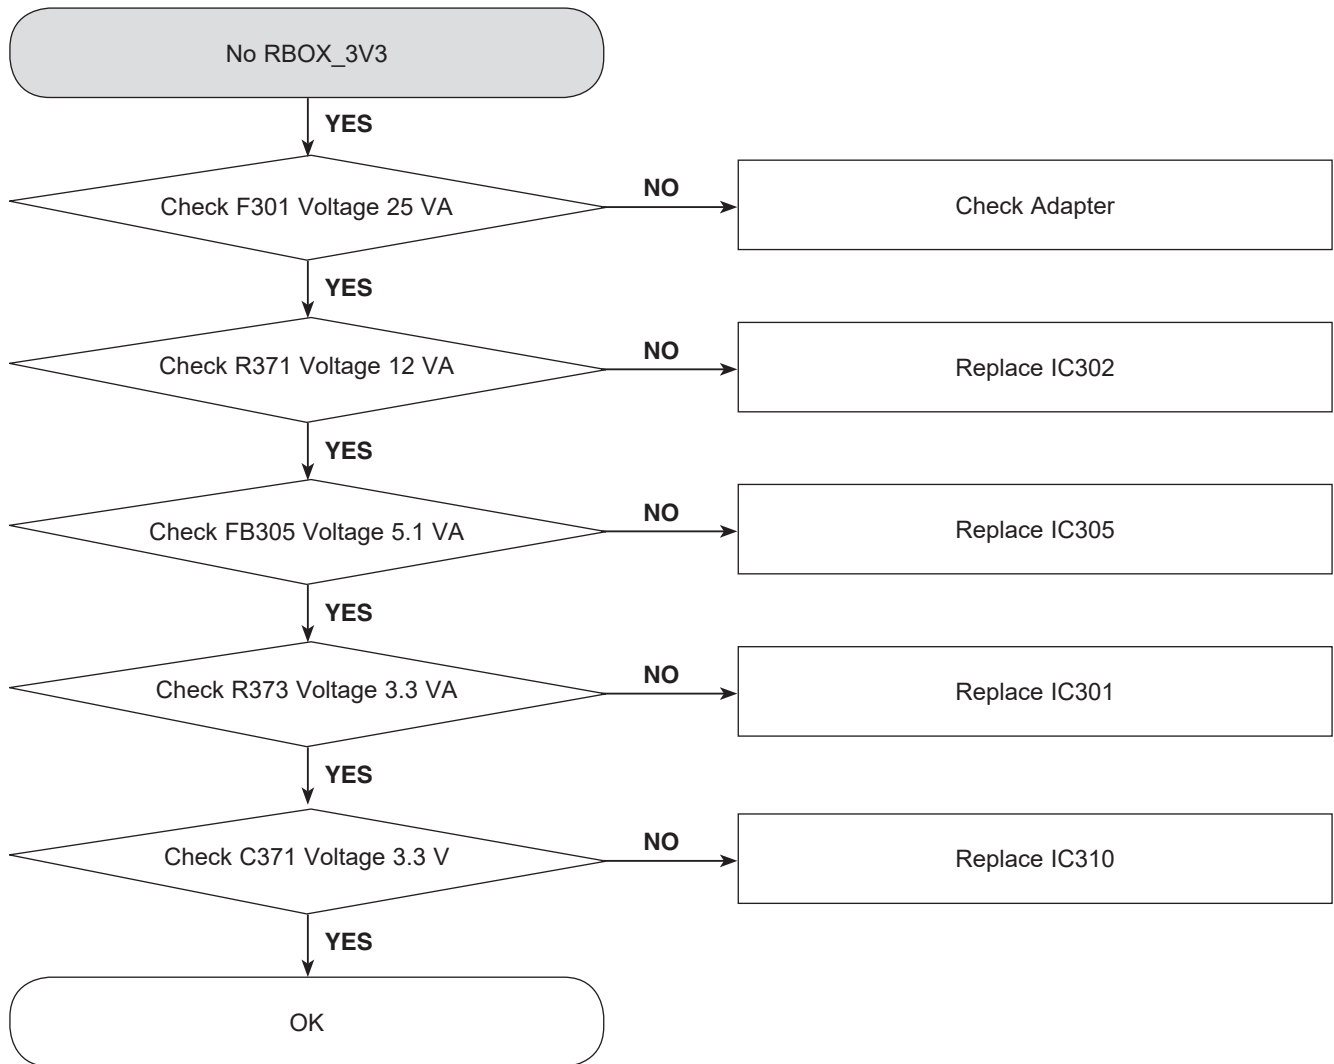 No RBOX_3V3
YES
Check F301 Voltage 25 VA
NO
Check Adapter
YES
Check R371 Voltage 12 VA
NO
Replace IC302
YES
Check FB305 Voltage 5.1 VA
NO
Replace IC305
YES
Check R373 Voltage 3.3 VA
NO
Replace IC301
YES
Check C371 Voltage 3.3 V
NO
Replace IC310
YES
OK